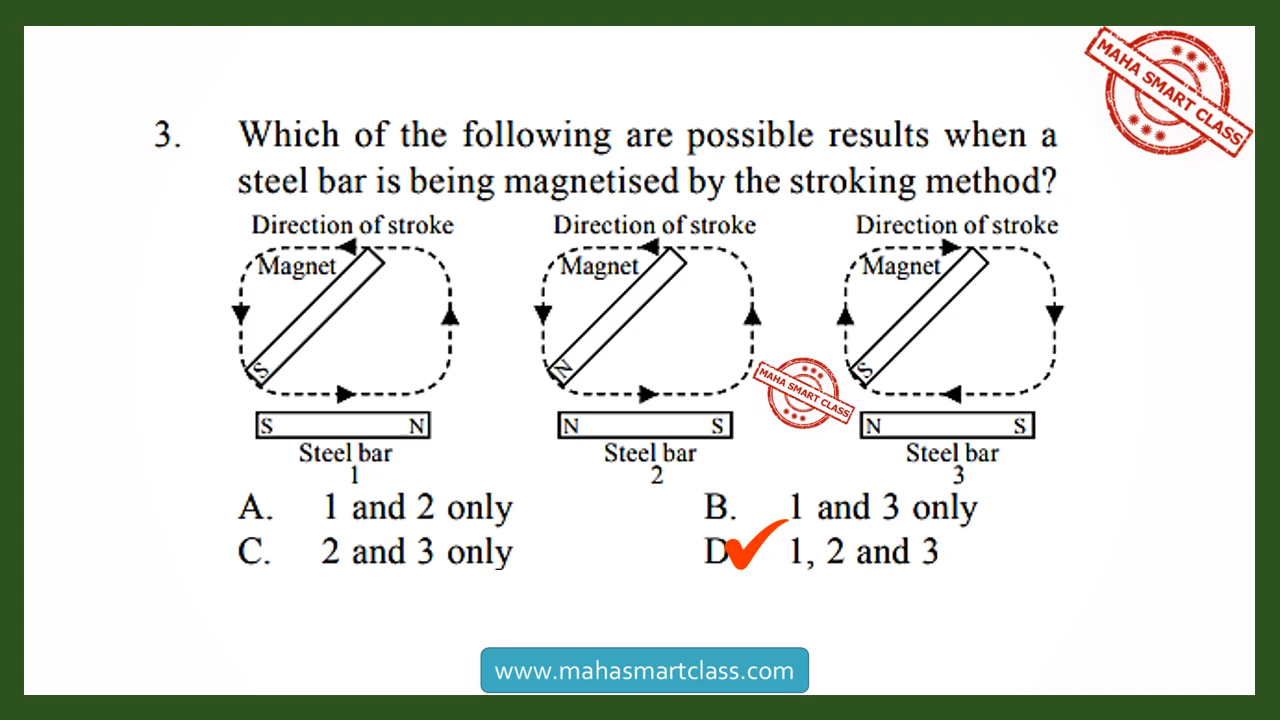 MAHA SMART CLASS
3. Which of the following are possible results when a
steel bar is being magnetised by the stroking method?
Direction of stroke Direction of stroke Direction of stroke
Magnet Magnet Magnet
S N S
MAHA SMART CLASS
S N N S N S
Steel bar Steel bar Steel bar
1 2 3
A. 1 and 2 only B. 1 and 3 only
C. 2 and 3 only D 1, 2 and 3
www.mahasmartclass.com